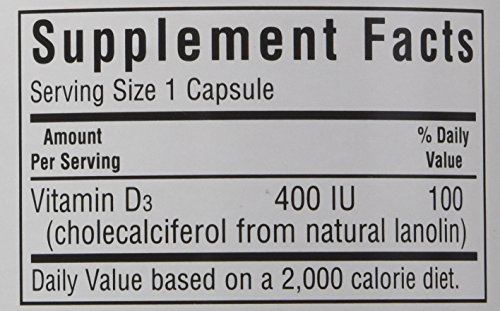 Supplement Facts
Serving Size 1 Capsule
Amount % Daily
Per Serving Value
Vitamin D3 400 IU 100
(cholecalciferol from natural lanolin)
Daily Value based on a 2,000 calorie diet.